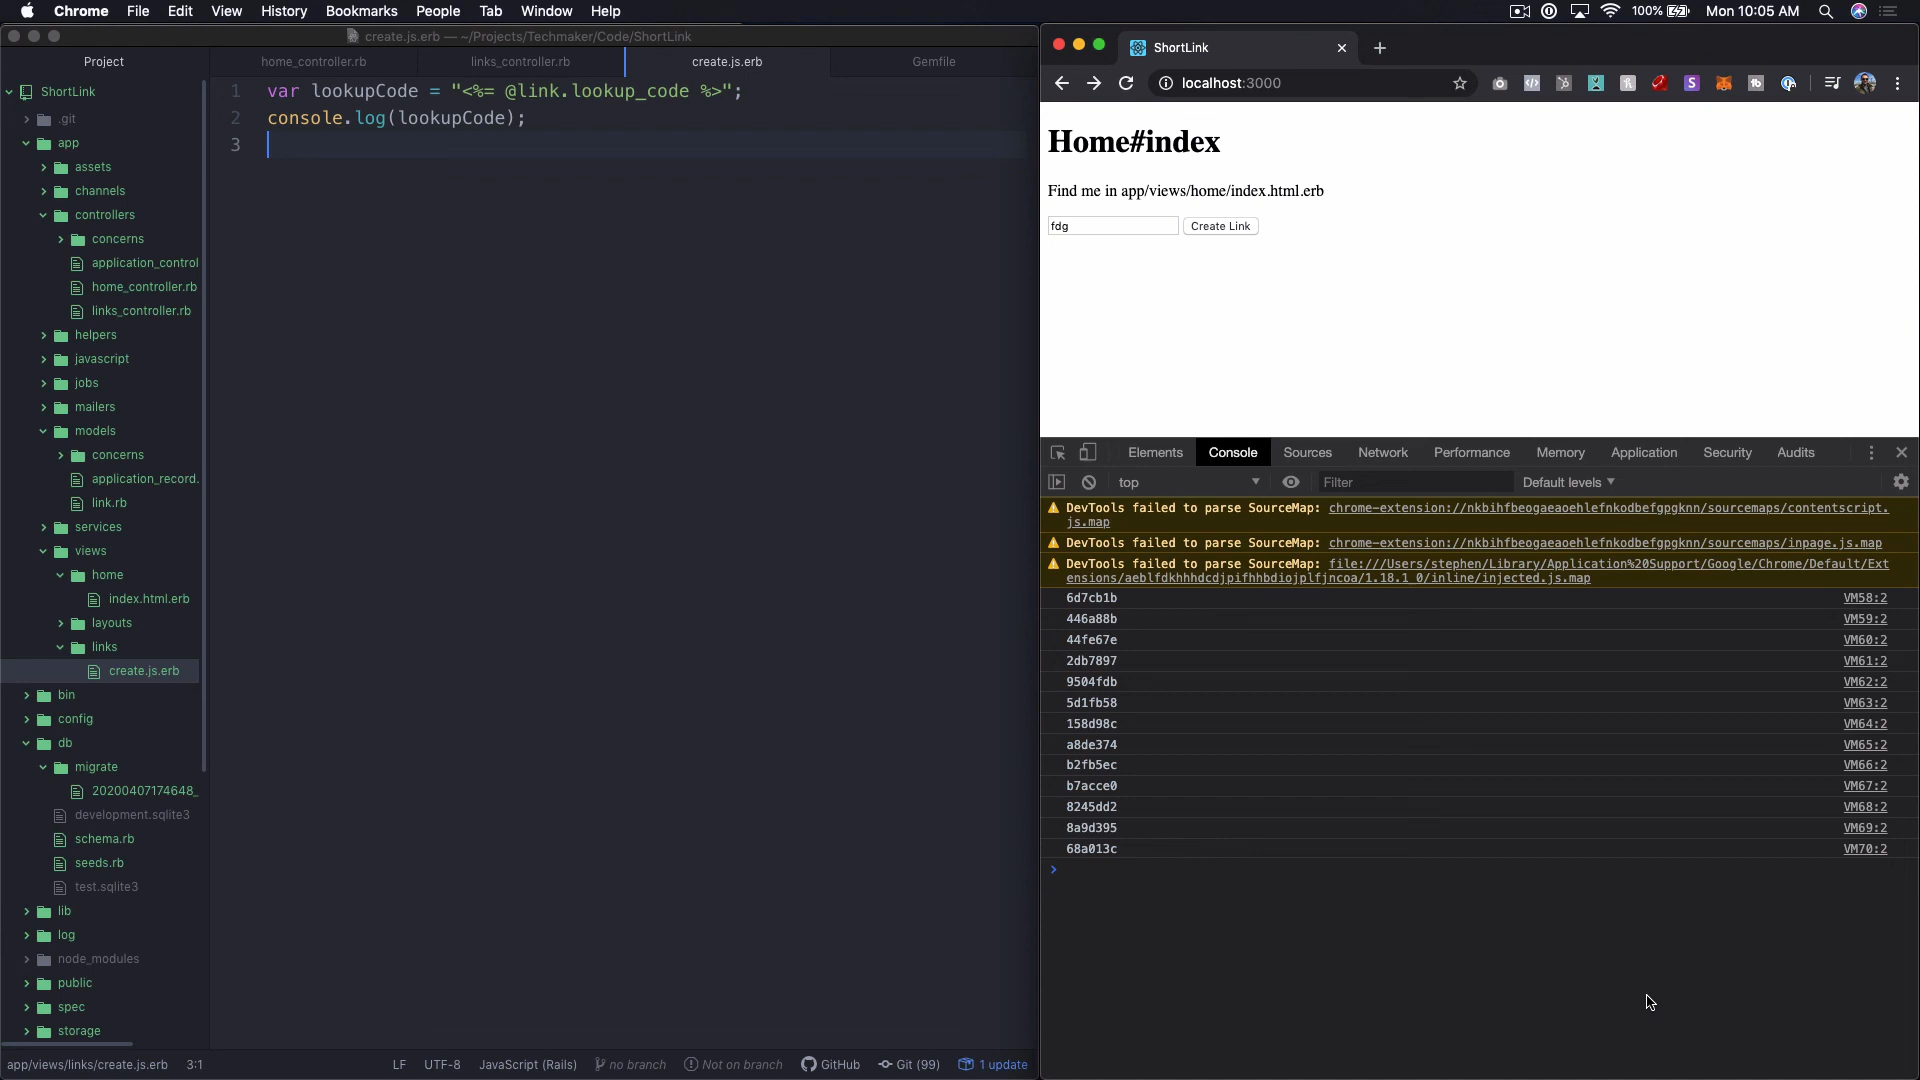 Chrome File Edit View History Bookmarks People Tab Window Help
100% Mon 10:05 AM
create.js.erb — ~/Projects/Techmaker/Code/ShortLink
Project
home_controller.rb
links_controller.rb
create.js.erb
Gemfile
ShortLink
.git
app
assets
channels
controllers
concerns
application_control
home_controller.rb
links_controller.rb
helpers
javascript
jobs
mailers
models
concerns
application_record.
link.rb
services
views
home
index.html.erb
layouts
links
create.js.erb
bin
config
db
migrate
20200407174648_
development.sqlite3
schema.rb
seeds.rb
test.sqlite3
lib
log
node_modules
public
spec
storage
1 var lookupCode = "<%= @link.lookup_code %>";
2 console.log(lookupCode);
3
app/views/links/create.js.erb 3:1
LF UTF-8 JavaScript (Rails) no branch Not on branch GitHub Git (99) 1 update
ShortLink
localhost:3000
Home#index
Find me in app/views/home/index.html.erb
fdg Create Link
Elements Console Sources Network Performance Memory Application Security Audits
top Filter Default levels
DevTools failed to parse SourceMap: chrome-extension://nkbihfbeogaeaoehlefnkodbefgpgknn/sourcemaps/contentscript.
js.map
DevTools failed to parse SourceMap: chrome-extension://nkbihfbeogaeaoehlefnkodbefgpgknn/sourcemaps/inpage.js.map
DevTools failed to parse SourceMap: file:///Users/stephen/Library/Application%20Support/Google/Chrome/Default/Ext
ensions/aeblfdkhhhdcdjpifhhbdiojplfjncoa/1.18.1_0/inline/injected.js.map
6d7cb1b VM58:2
446a88b VM59:2
44fe67e VM60:2
2db7897 VM61:2
9504fdb VM62:2
5d1fb58 VM63:2
158d98c VM64:2
a8de374 VM65:2
b2fb5ec VM66:2
b7acce0 VM67:2
8245dd2 VM68:2
8a9d395 VM69:2
68a013c VM70:2